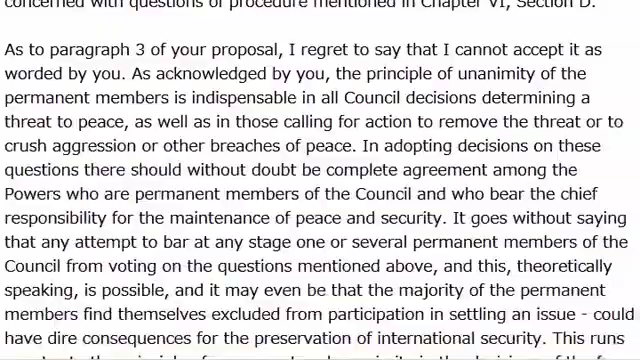 concerned with questions of procedure mentioned in Chapter VI, Section D.
As to paragraph 3 of your proposal, I regret to say that I cannot accept it as
worded by you. As acknowledged by you, the principle of unanimity of the
permanent members is indispensable in all Council decisions determining a
threat to peace, as well as in those calling for action to remove the threat or to
crush aggression or other breaches of peace. In adopting decisions on these
questions there should without doubt be complete agreement among the
Powers who are permanent members of the Council and who bear the chief
responsibility for the maintenance of peace and security. It goes without saying
that any attempt to bar at any stage one or several permanent members of the
Council from voting on the questions mentioned above, and this, theoretically
speaking, is possible, and it may even be that the majority of the permanent
members find themselves excluded from participation in settling an issue - could
have dire consequences for the preservation of international security. This runs